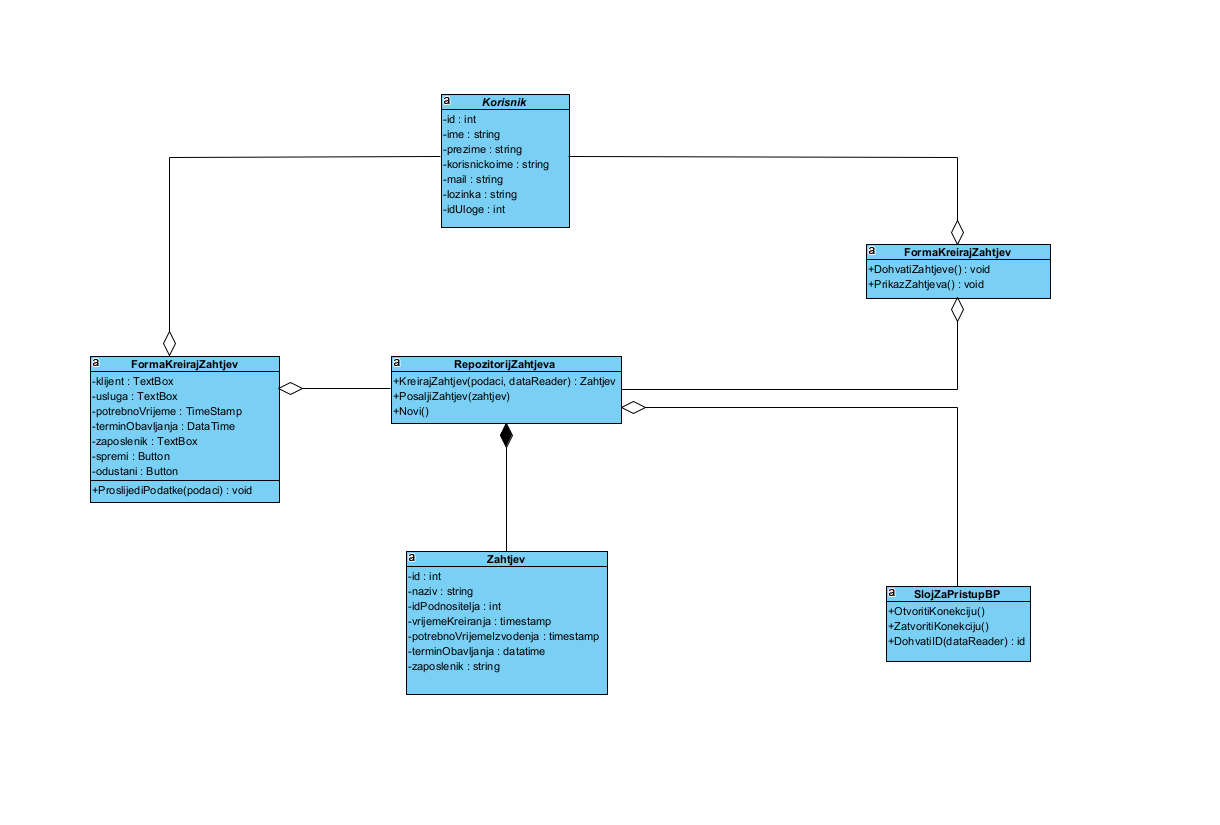 a Korisnik
-id : int
-ime : string
-prezime : string
-korisnickoime : string
-mail : string
-lozinka : string
-idUloge : int
a FormaKreirajZahtjev
+DohvatiZahtjeve() : void
+PrikazZahtjeva() : void
a FormaKreirajZahtjev
-klijent : TextBox
-usluga : TextBox
-potrebnoVrijeme : TimeStamp
-terminObavljanja : DataTime
-zaposlenik : TextBox
-spremi : Button
-odustani : Button
+ProslijediPodatke(podaci) : void
a RepozitorijZahtjeva
+KreirajZahtjev(podaci, dataReader) : Zahtjev
+PosaljiZahtjev(zahtjev)
+Novi()
a Zahtjev
-id : int
-naziv : string
-idPodnositelja : int
-vrijemeKreiranja : timestamp
-potrebnoVrijemeIzvodenja : timestamp
-terminObavljanja : datatime
-zaposlenik : string
a SlojZaPristupBP
+OtvoritiKonekciju()
+ZatvoritiKonekciju()
+DohvatiID(dataReader) : id